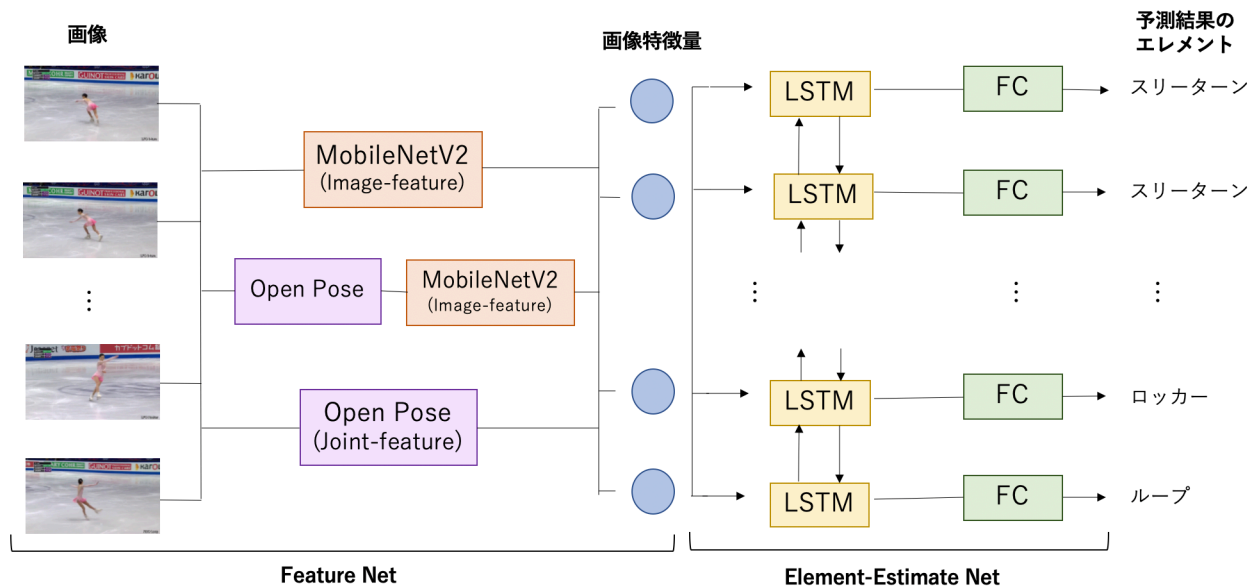 画像
画像特徴量
予測結果の
エレメント
GUINOT
スリーターン
LSTM
FC
MobileNetV2
(Image-feature)
GUINOT
LSTM
FC
スリーターン
Open Pose
MobileNetV2
(Image-feature)
⋮
⋮
⋮
⋮
Open Pose
(Joint-feature)
LSTM
FC
ロッカー
GUINOT
LSTM
FC
ループ
Feature Net
Element-Estimate Net